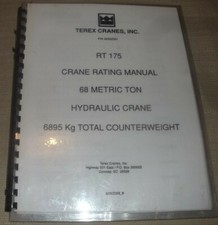 TEREX CRANES, INC.
RT 175
CRANE RATING MANUAL
68 METRIC TON
HYDRAULIC CRANE
6895 Kg TOTAL COUNTERWEIGHT
Terex Cranes, Inc.